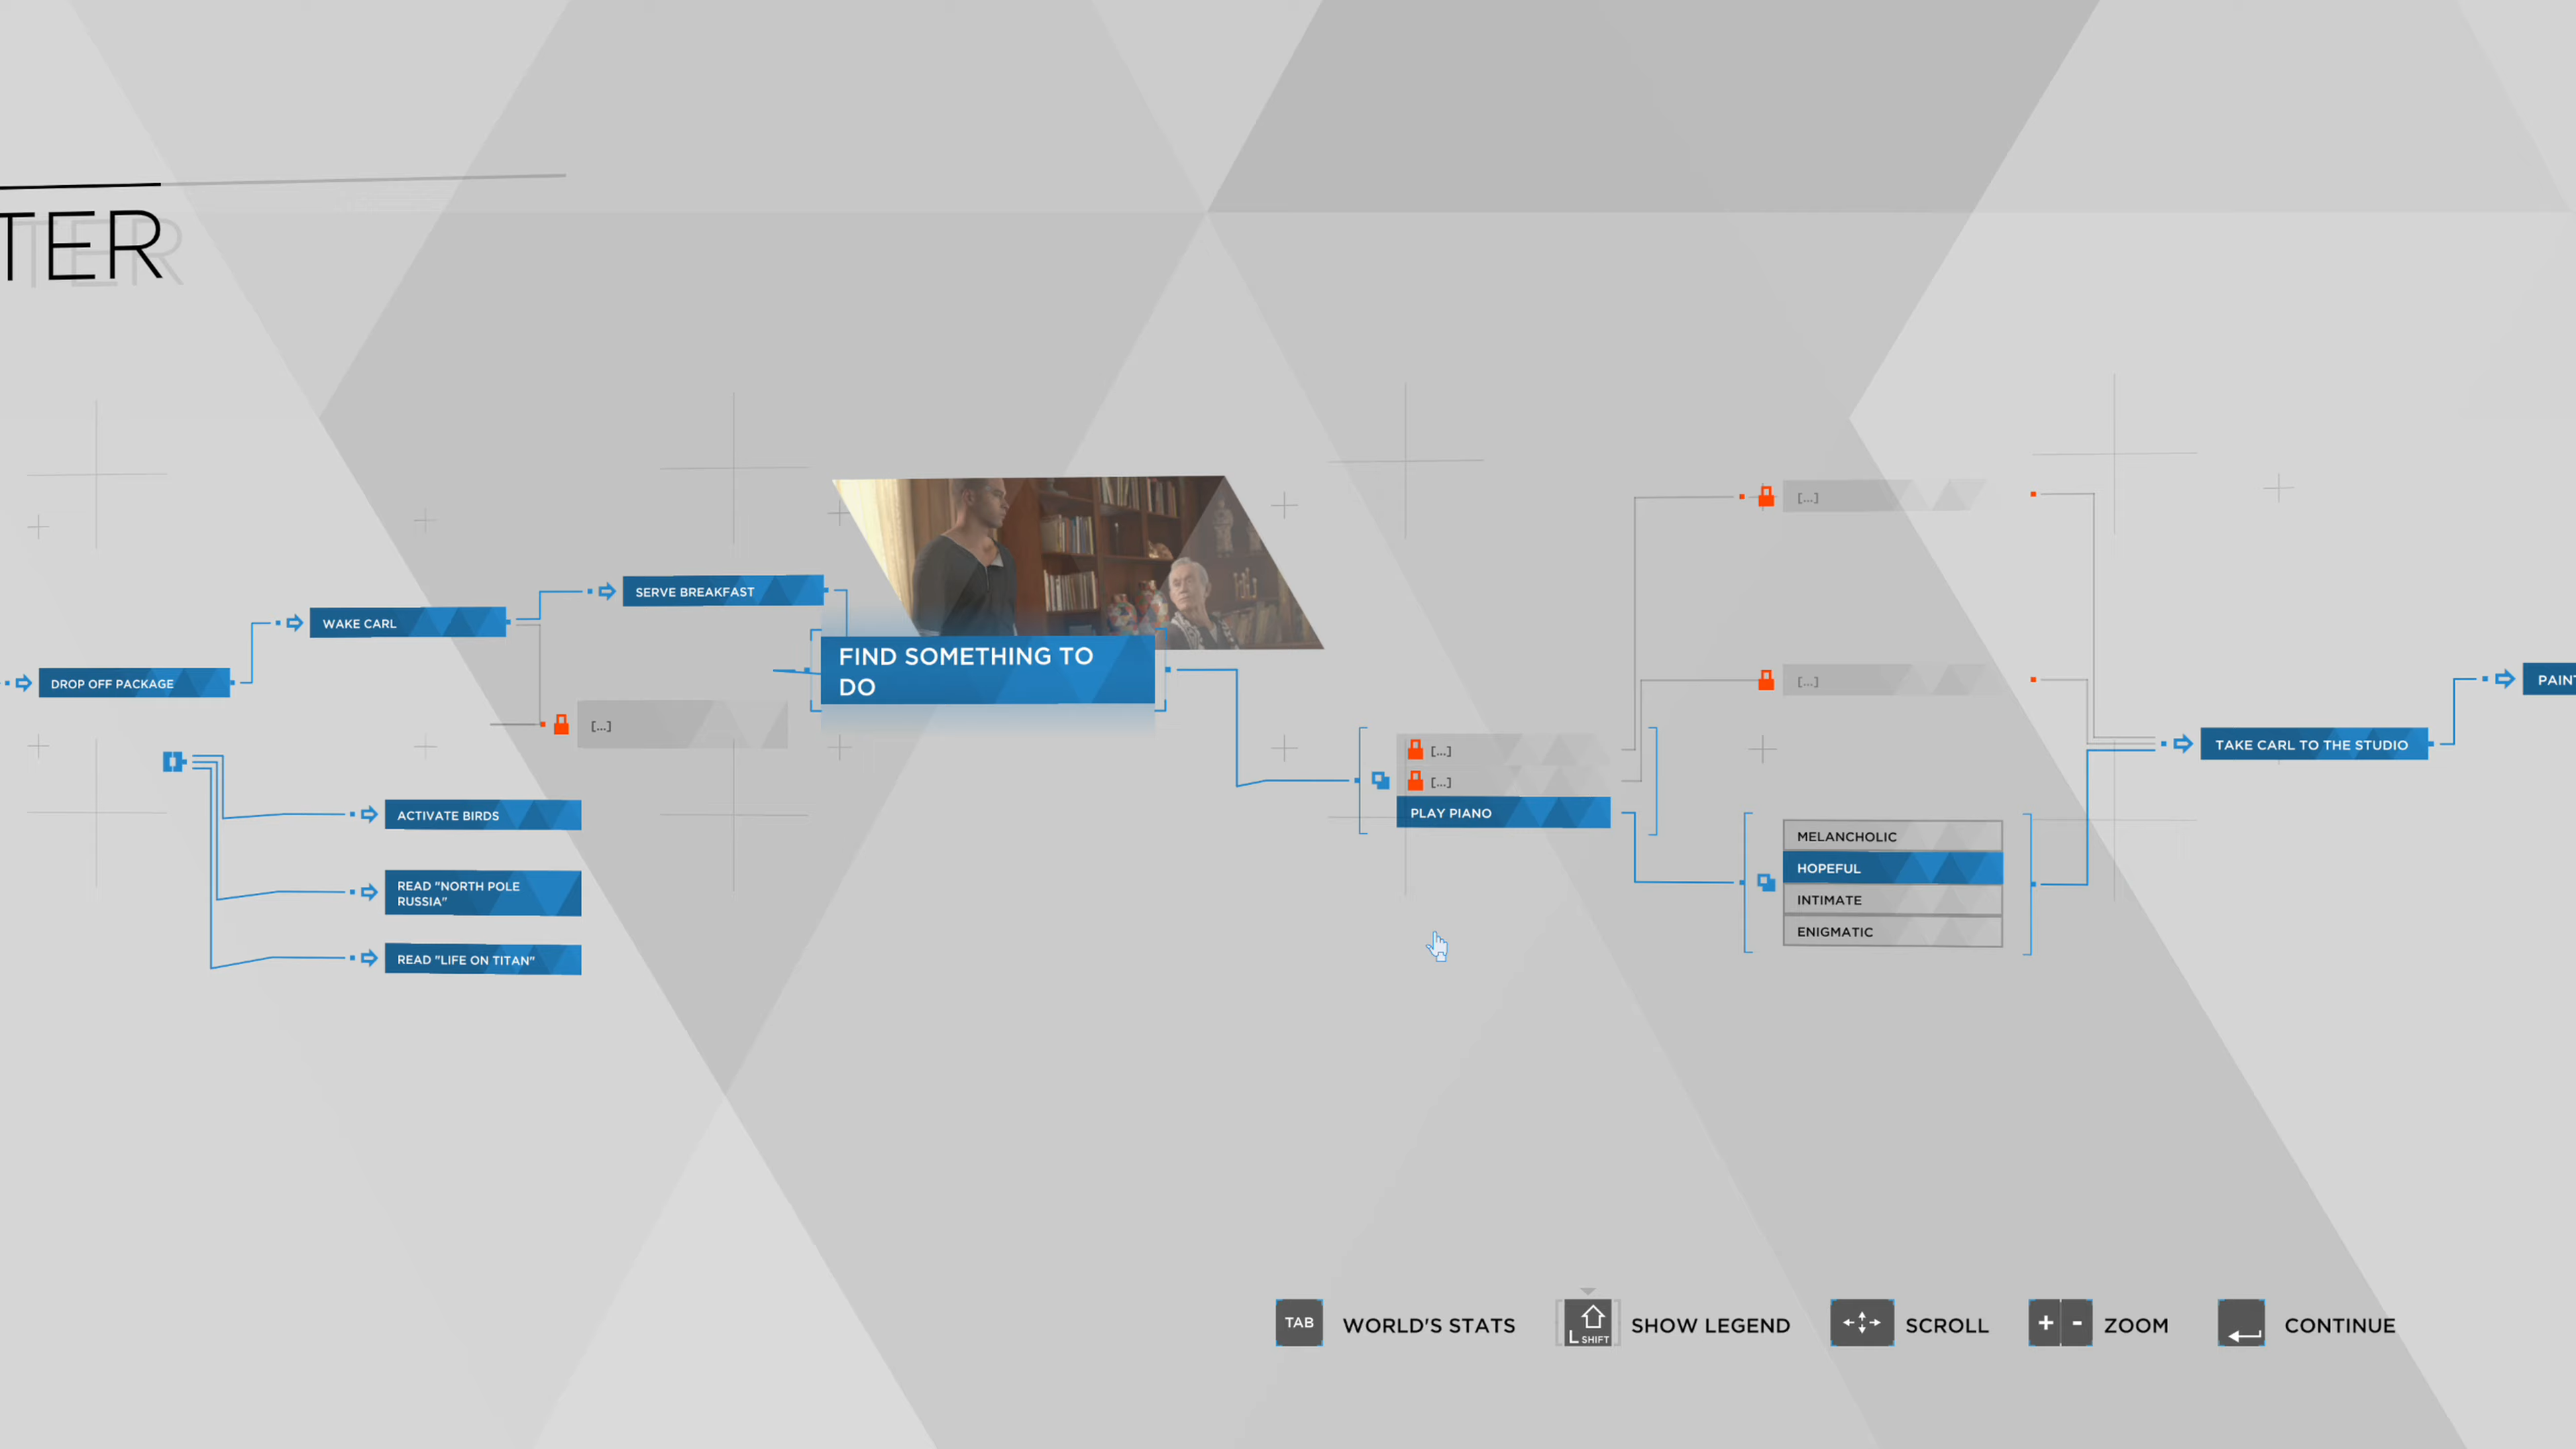 TER
SERVE BREAKFAST
WAKE CARL
FIND SOMETHING TO
DO
DROP OFF PACKAGE
[...]
ACTIVATE BIRDS
READ "NORTH POLE
RUSSIA"
READ "LIFE ON TITAN"
[...]
[...]
PLAY PIANO
[...]
[...]
MELANCHOLIC
HOPEFUL
INTIMATE
ENIGMATIC
TAKE CARL TO THE STUDIO
PAINT
TAB WORLD'S STATS
L SHIFT SHOW LEGEND
SCROLL
+ - ZOOM
CONTINUE